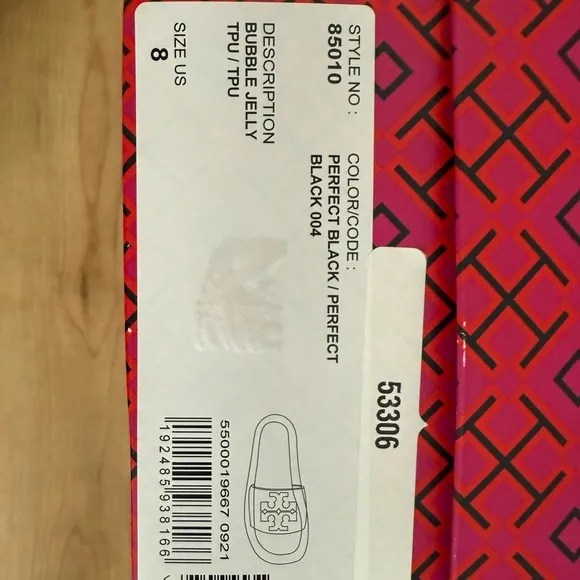 STYLE NO :
85010
COLOR/CODE :
PERFECT BLACK / PERFECT
BLACK 004
DESCRIPTION
BUBBLE JELLY
TPU / TPU
SIZE US
8
53306
5500019667 0921
192485938166